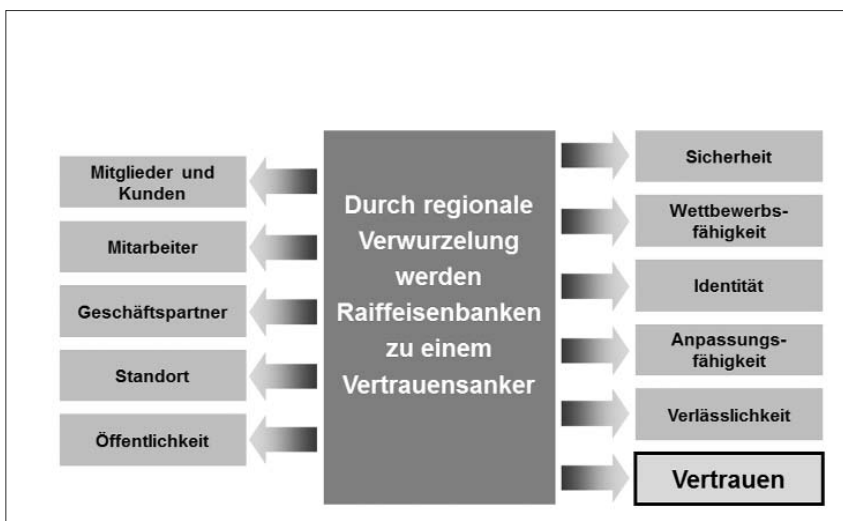 Mitglieder und
Kunden
Mitarbeiter
Geschäftspartner
Standort
Öffentlichkeit
Durch regionale
Verwurzelung
werden
Raiffeisenbanken
zu einem
Vertrauensanker
Sicherheit
Wettbewerbs-
fähigkeit
Identität
Anpassungs-
fähigkeit
Verlässlichkeit
Vertrauen